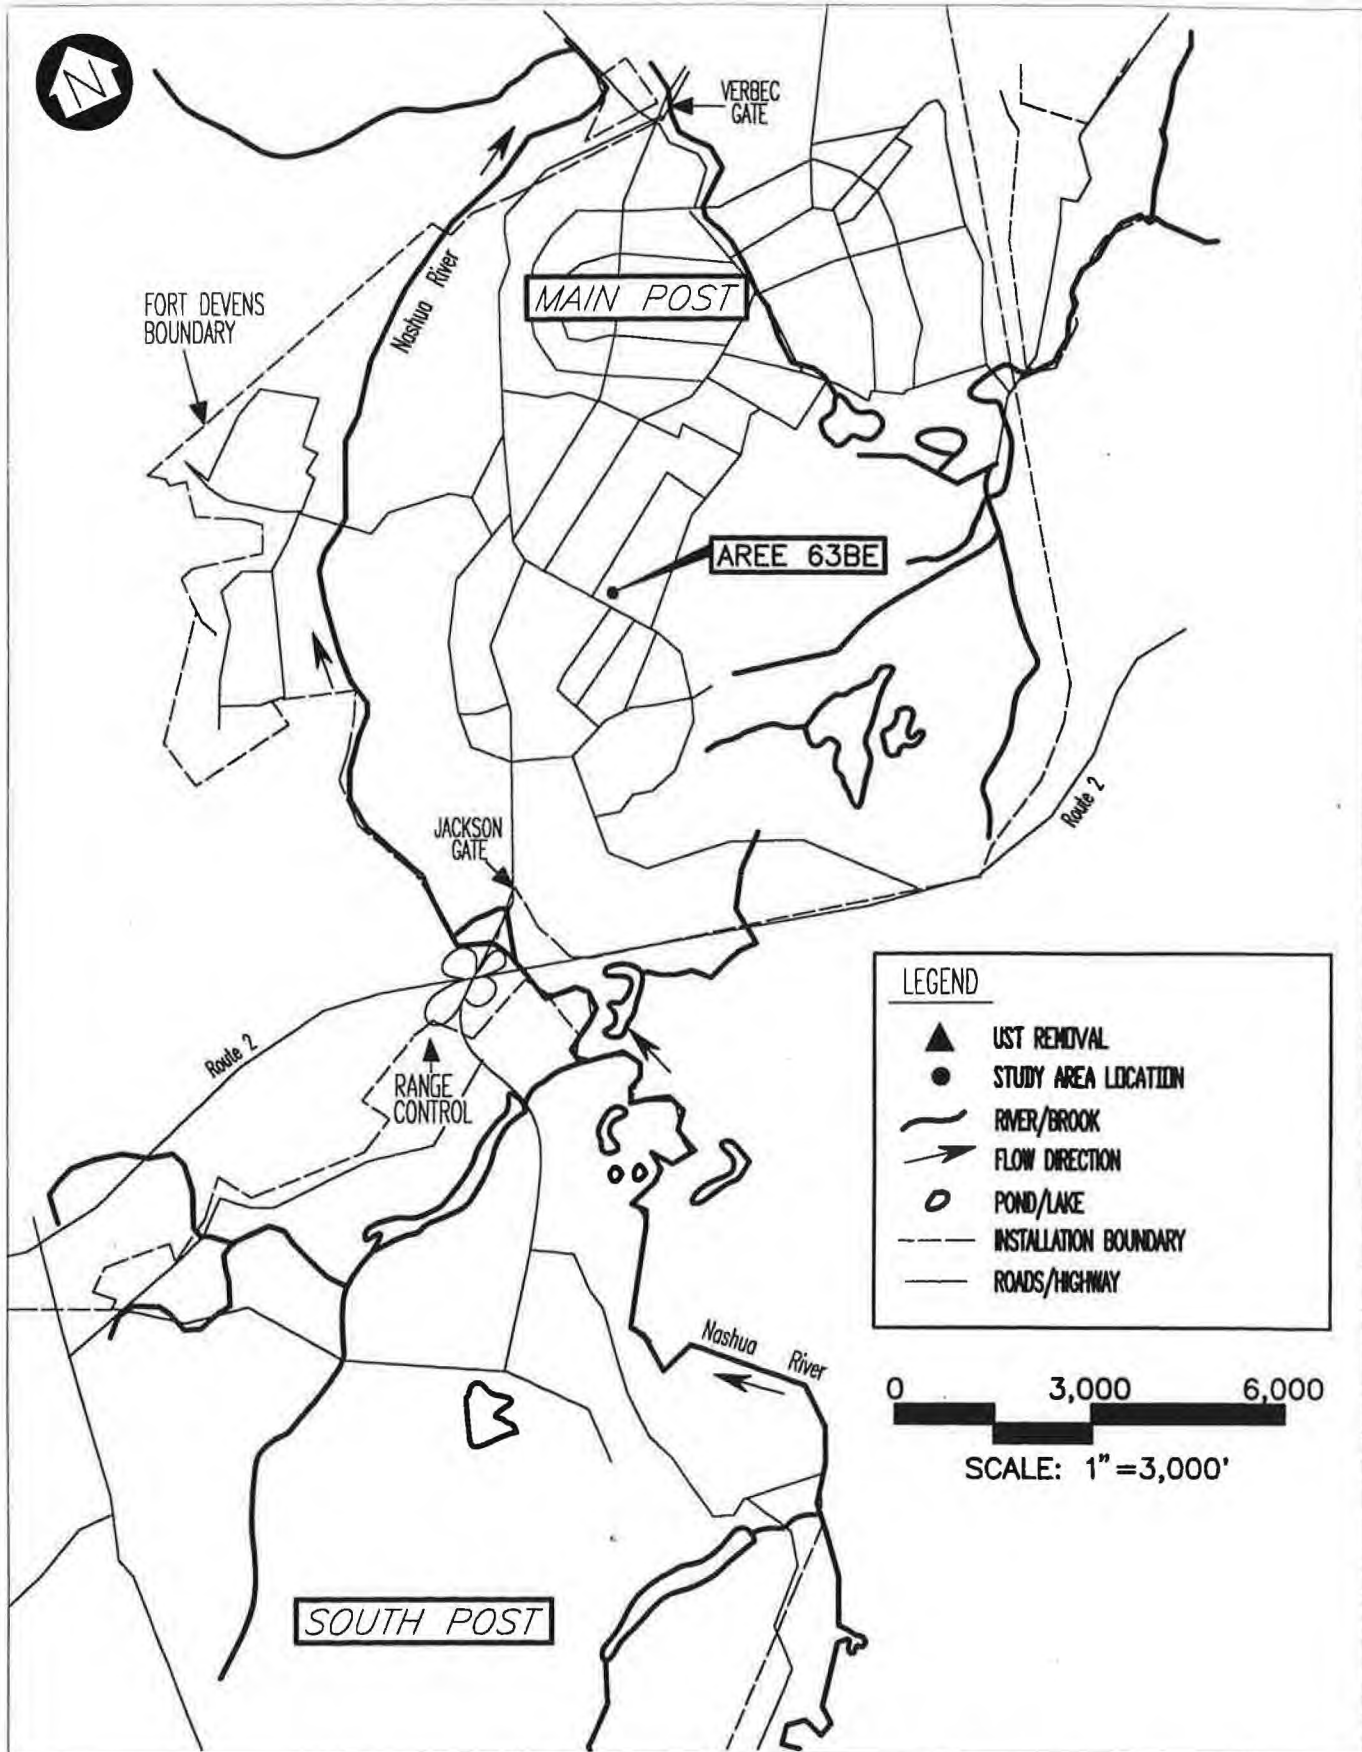 N
VERBEC
GATE
Nashua River
MAIN POST
FORT DEVENS
BOUNDARY
AREE 63BE
Route 2
JACKSON
GATE
Route 2
RANGE
CONTROL
LEGEND
UST REMOVAL
STUDY AREA LOCATION
RIVER/BROOK
FLOW DIRECTION
POND/LAKE
INSTALLATION BOUNDARY
ROADS/HIGHWAY
Nashua River
0 3,000 6,000
SCALE: 1"=3,000'
SOUTH POST